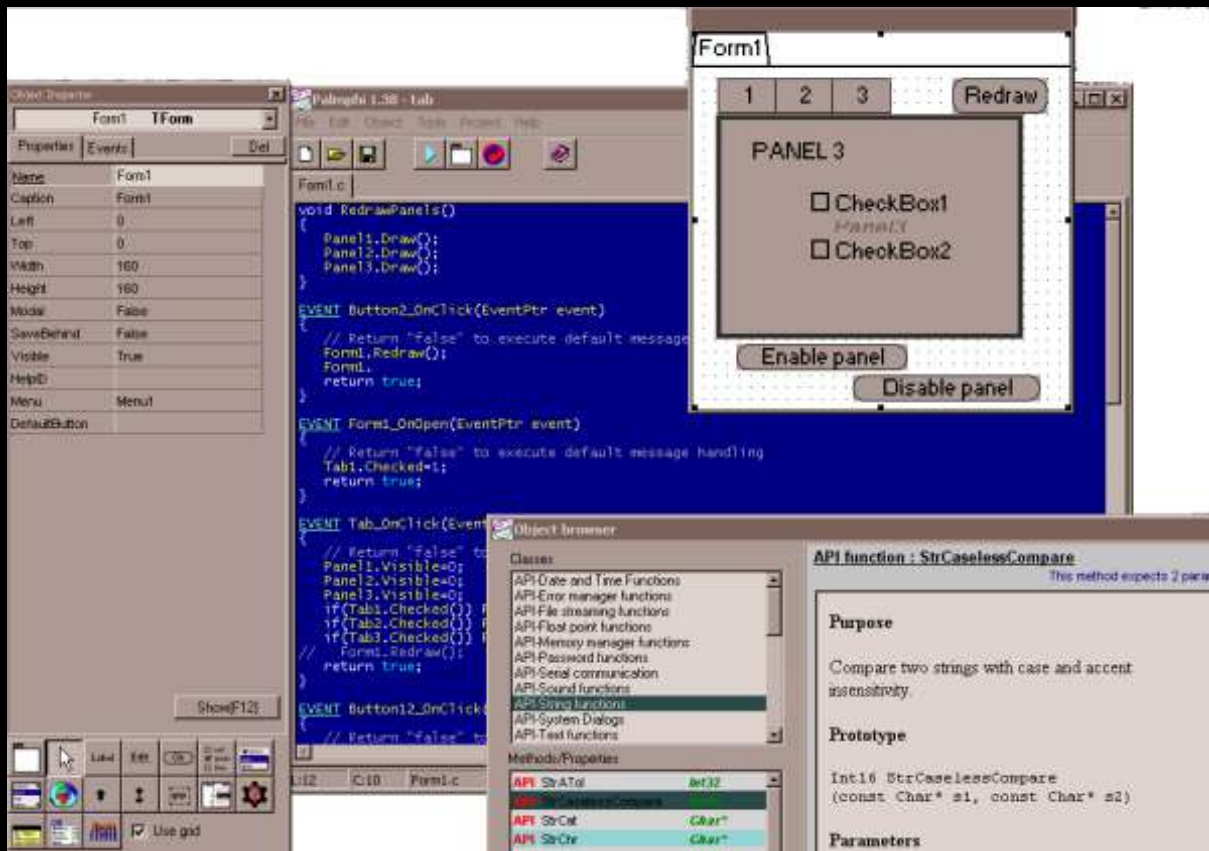 Object Inspector
Form1 TForm
Properties Events Del
Name Form1
Caption Form1
Left 0
Top 0
Width 160
Height 160
Modal False
SaveBehind False
Visible True
HelpID
Menu Menu1
DefaultButton
Show[F12]
Label Edit OK
Use grid
Palmphi 1.30 - tab
File Edit Object Tools Project Help
Form1.c
void RedrawPanels()
{
Panel1.Draw();
Panel2.Draw();
Panel3.Draw();
}
EVENT Button2_OnClick(EventPtr event)
{
// Return "false" to execute default message
Form1.Redraw();
Form1.
return true;
}
EVENT Form1_OnOpen(EventPtr event)
{
// Return "false" to execute default message handling
Tab1.Checked=1;
return true;
}
EVENT Tab_OnClick(Event
{
// Return "false" to
Panel1.Visible=0;
Panel2.Visible=0;
Panel3.Visible=0;
if(Tab1.Checked()) P
if(Tab2.Checked()) P
if(Tab3.Checked()) P
// Form1.Redraw();
return true;
}
EVENT Button12_OnClick(
{
// Return "false" to
L:12 C:10 Form1.c
Form1
1 2 3 Redraw
PANEL 3
CheckBox1
Panel3
CheckBox2
Enable panel
Disable panel
Object browser
Classes
API-Date and Time Functions
API-Error manager functions
API-File streaming functions
API-Float point functions
API-Memory manager functions
API-Password functions
API-Serial communication
API-Sound functions
API-String functions
API-System Dialogs
API-Text functions
Methods/Properties
API StrAToI Int32
API StrCaselessCompare
API StrCat Char*
API StrChr Char*
API function : StrCaselessCompare
This method expects 2 para
Purpose
Compare two strings with case and accent
insensitivity.
Prototype
Int16 StrCaselessCompare
(const Char* s1, const Char* s2)
Parameters